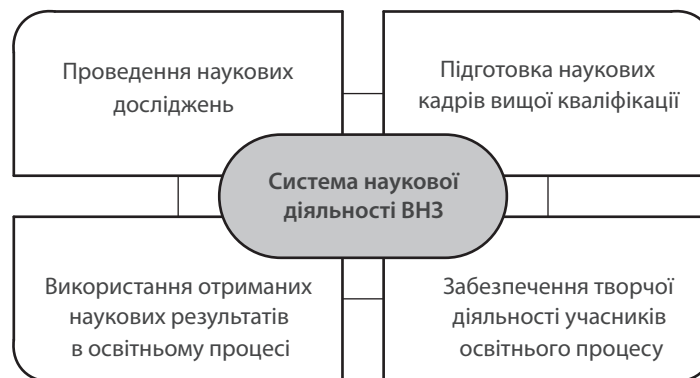 Проведення наукових
досліджень
Підготовка наукових
кадрів вищої кваліфікації
Система наукової
діяльності ВНЗ
Використання отриманих
наукових результатів
в освітньому процесі
Забезпечення творчої
діяльності учасників
освітнього процесу